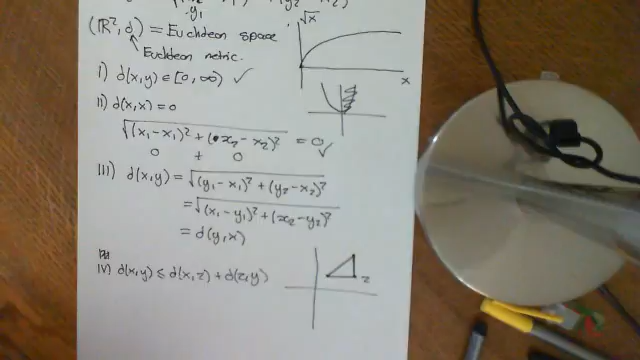 y₁
(ℝ², d) = Euclidean space
Euclidean metric.
√x
x
I) d(x,y) ∈ [0, ∞) ✓
II) d(x,x) = 0
√(x₁ - x₁)² + (x₂ - x₂)² = 0 ✓
0 + 0
III) d(x,y) = √(y₁ - x₁)² + (y₂ - x₂)²
= √(x₁ - y₁)² + (x₂ - y₂)²
= d(y,x)
IV) d(x,y) ≤ d(x,z) + d(z,y)
z